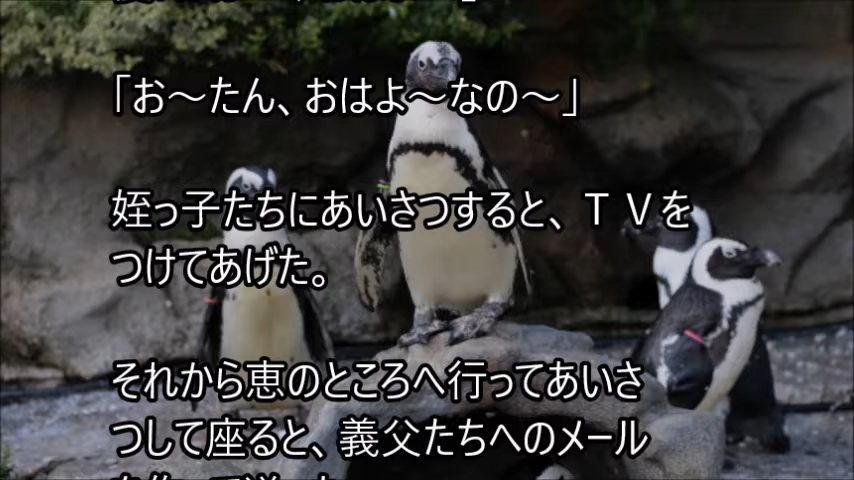 「お～たん、おはよ～なの～」
姪っ子たちにあいさつすると、ＴＶを
つけてあげた。
それから恵のところへ行ってあいさ
つして座ると、義父たちへのメール